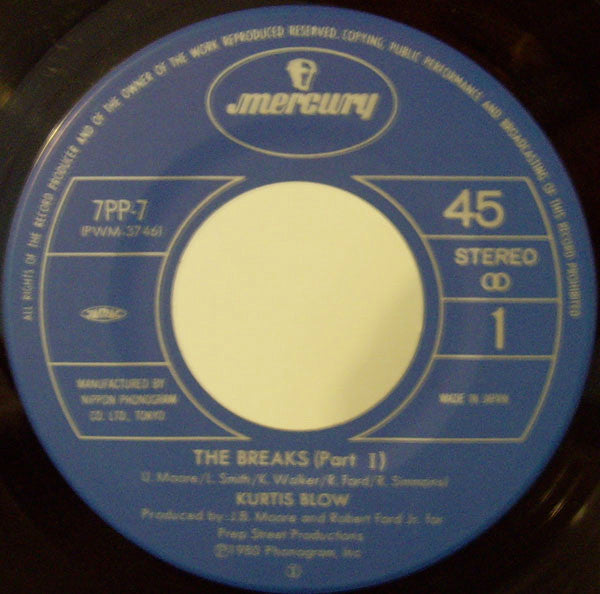 ALL RIGHTS OF THE RECORD PRODUCER AND OF THE OWNER OF THE WORK REPRODUCED RESERVED. COPYING, PUBLIC PERFORMANCE AND BROADCASTING OF THIS RECORD PROHIBITED
mercury
7PP-7
(PWM-3746)
45
STEREO
1
MANUFACTURED BY
NIPPON PHONOGRAM
CO. LTD., TOKYO
MADE IN JAPAN
THE BREAKS (Part I)
(J. Moore/L. Smith/K. Walker/R. Ford/R. Simmons)
KURTIS BLOW
Produced by: J.B. Moore and Robert Ford Jr. for
Prep Street Productions
℗1980 Phonogram, Inc